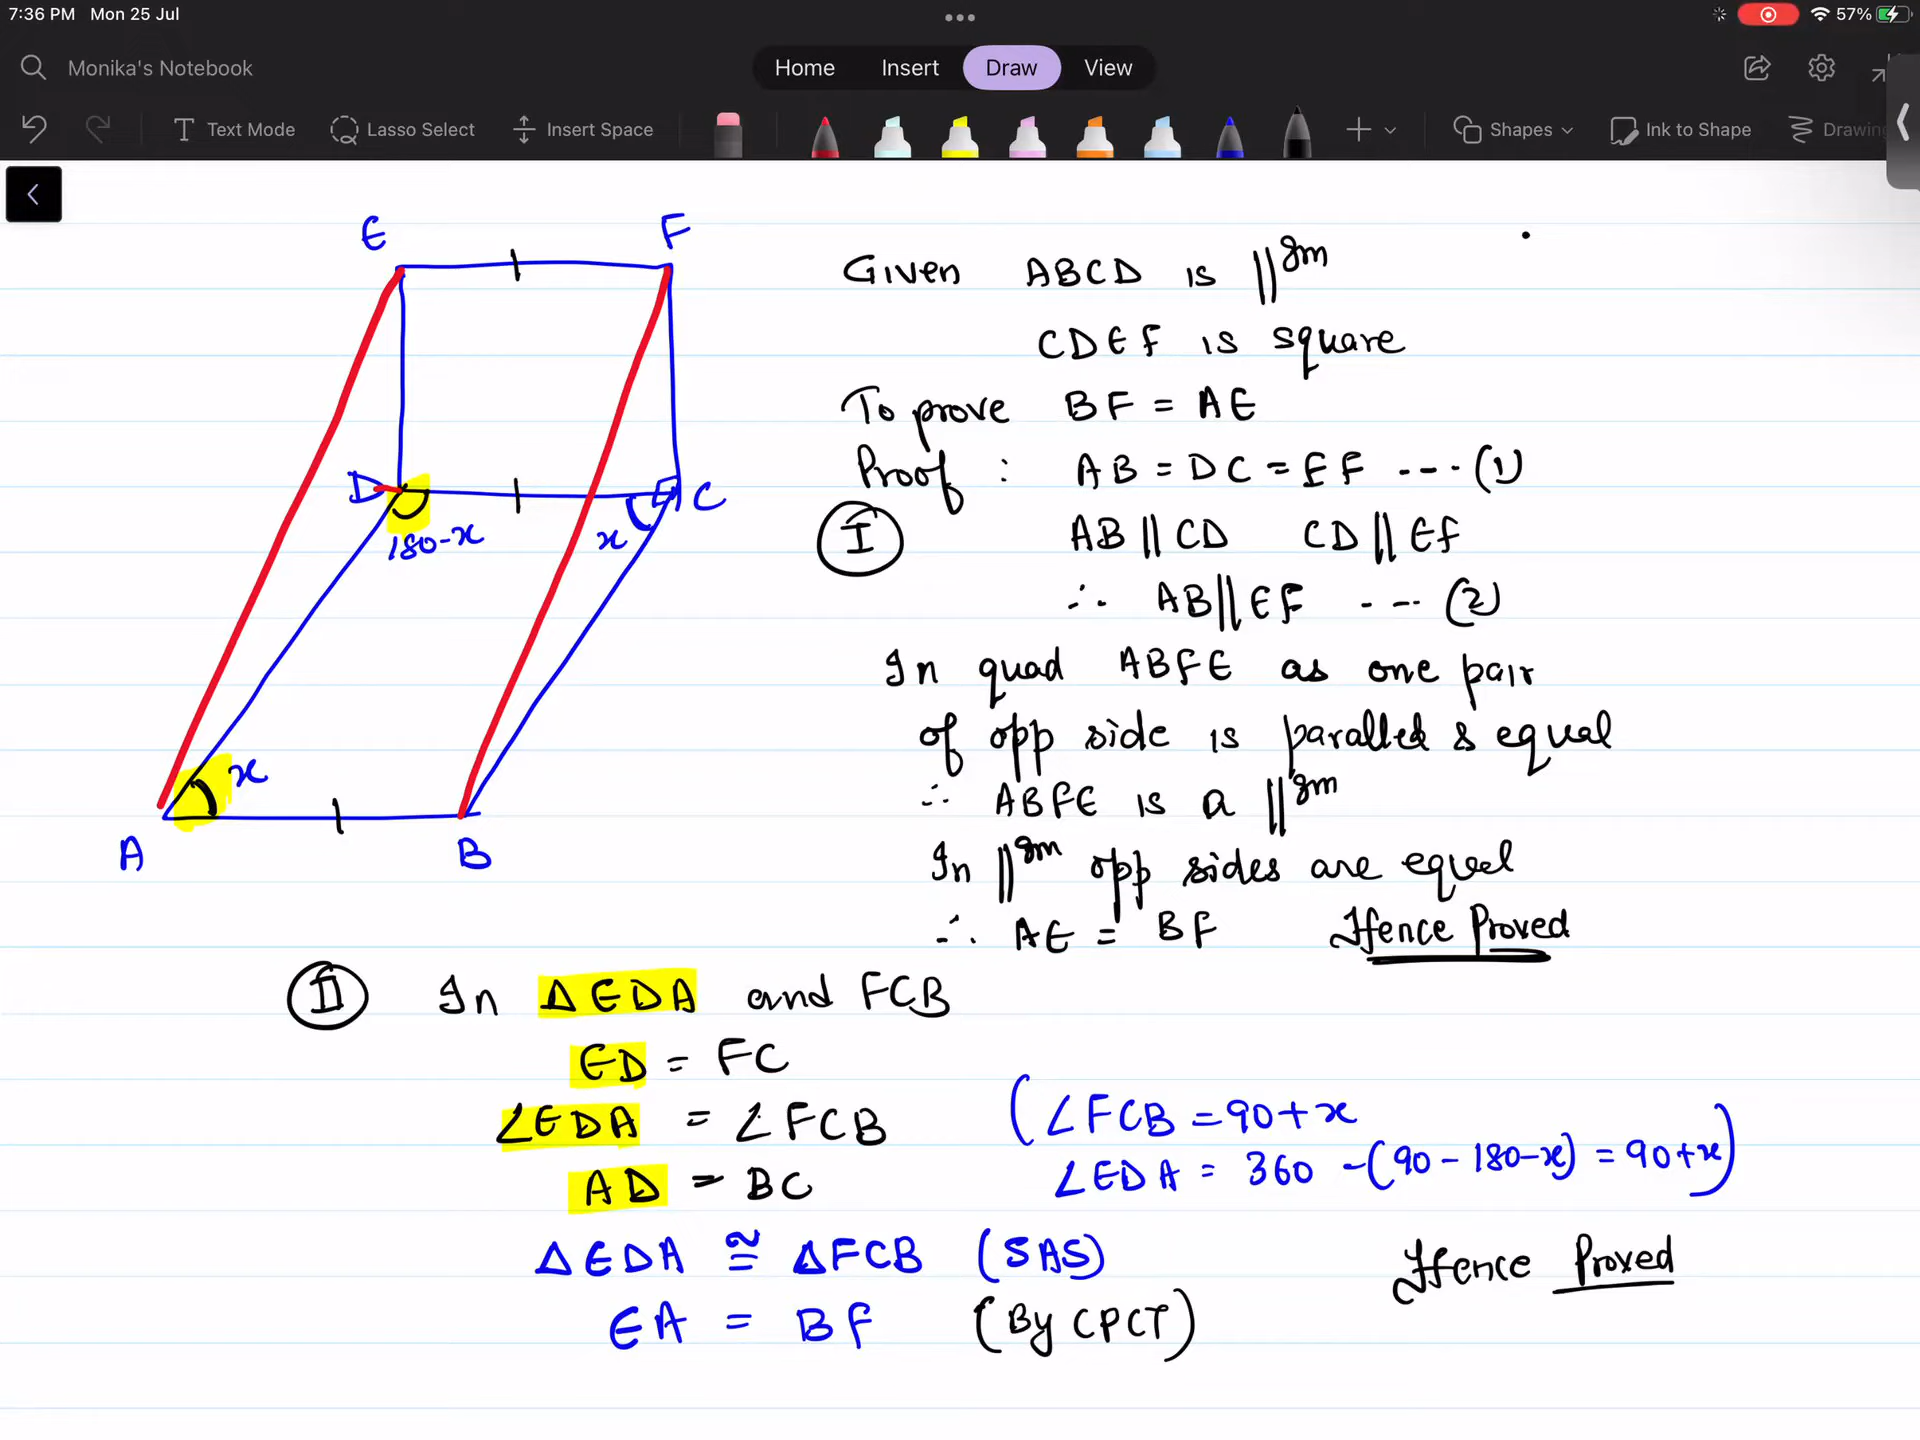 7:36 PM Mon 25 Jul
57%
Monika's Notebook
Home Insert Draw View
Text Mode Lasso Select Insert Space Shapes Ink to Shape Drawing
E F
D C
180-x x
x
A B
Given ABCD is ||gm
CDEF is square
To prove BF = AE
Proof : AB = DC = EF ---- (1)
I AB || CD CD || EF
∴ AB || EF --- (2)
In quad ABFE as one pair
of opp side is paralled & equal
∴ ABFE is a ||gm
In ||gm opp sides are equal
∴ AE = BF Hence Proved
II In Δ EDA and FCB
ED = FC
∠EDA = ∠FCB
AD = BC
(∠FCB = 90+x
∠EDA = 360 -(90-180-x) = 90+x)
Δ EDA ≅ ΔFCB (SAS)
EA = BF (By CPCT)
Hence Proved